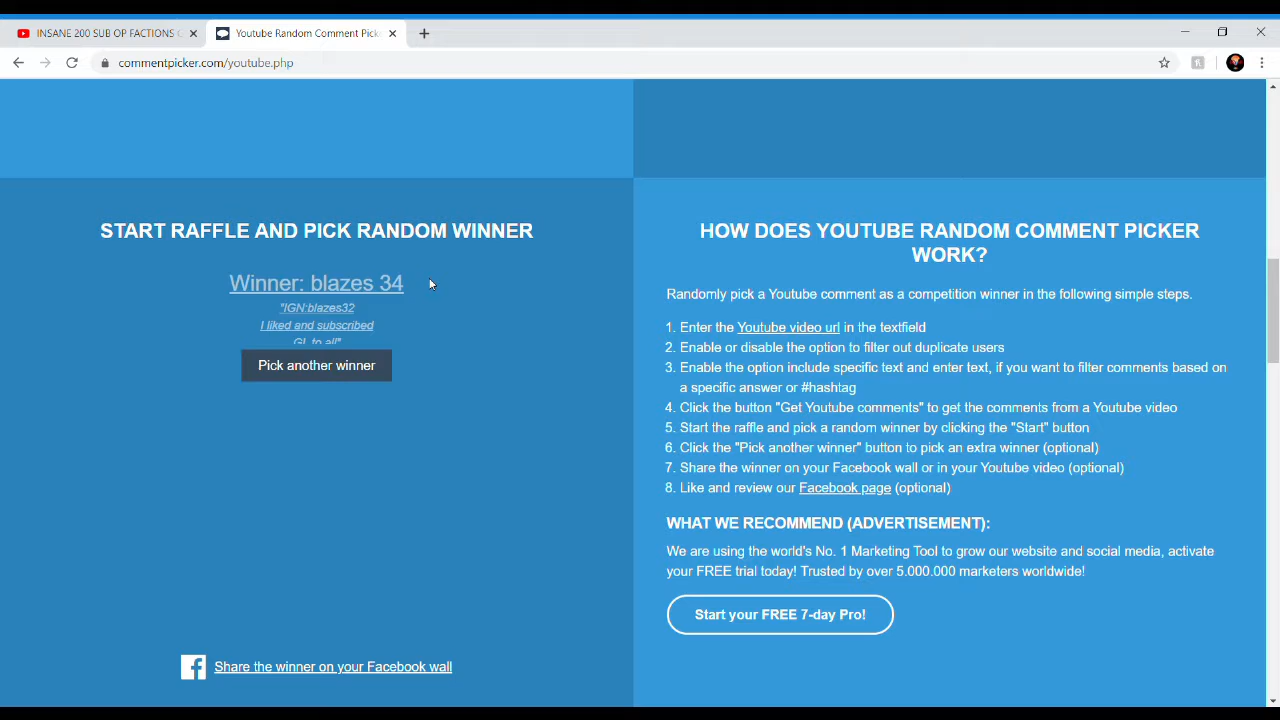 INSANE 200 SUB OP FACTIONS
Youtube Random Comment Pick
commentpicker.com/youtube.php
START RAFFLE AND PICK RANDOM WINNER
Winner: blazes 34
"IGN:blazes32
I liked and subscribed
GL to all"
Pick another winner
Share the winner on your Facebook wall
HOW DOES YOUTUBE RANDOM COMMENT PICKER
WORK?
Randomly pick a Youtube comment as a competition winner in the following simple steps.
1. Enter the Youtube video url in the textfield
2. Enable or disable the option to filter out duplicate users
3. Enable the option include specific text and enter text, if you want to filter comments based on
a specific answer or #hashtag
4. Click the button "Get Youtube comments" to get the comments from a Youtube video
5. Start the raffle and pick a random winner by clicking the "Start" button
6. Click the "Pick another winner" button to pick an extra winner (optional)
7. Share the winner on your Facebook wall or in your Youtube video (optional)
8. Like and review our Facebook page (optional)
WHAT WE RECOMMEND (ADVERTISEMENT):
We are using the world's No. 1 Marketing Tool to grow our website and social media, activate
your FREE trial today! Trusted by over 5.000.000 marketers worldwide!
Start your FREE 7-day Pro!